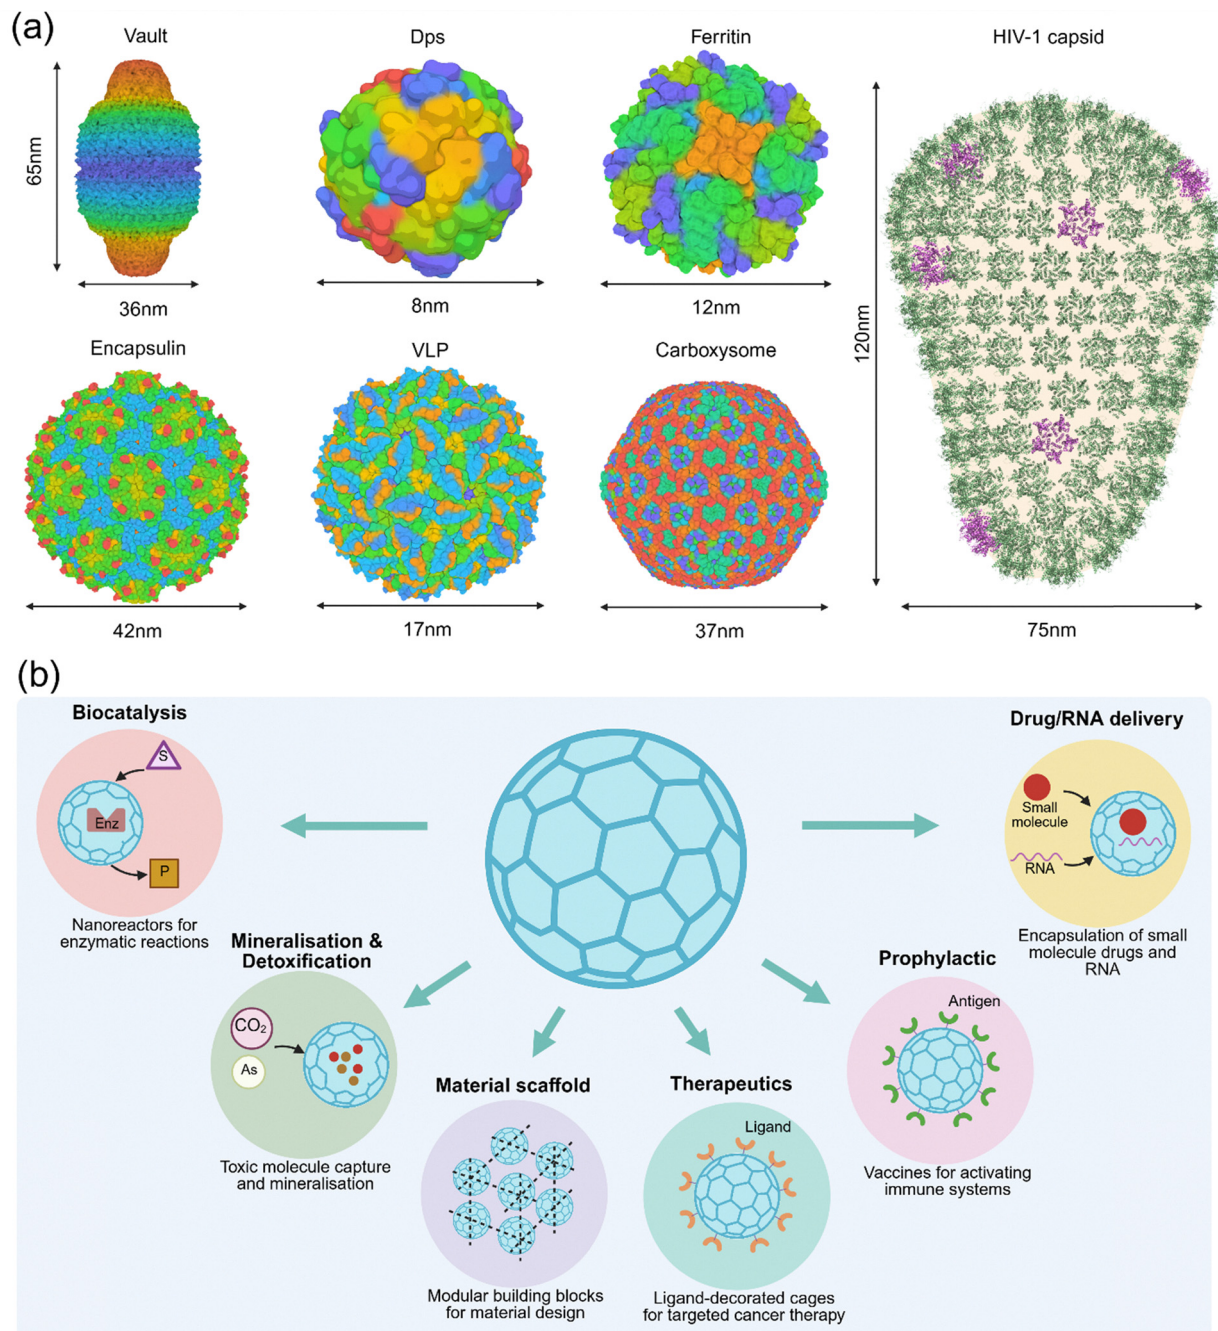 (a)
Vault
Dps
Ferritin
HIV-1 capsid
65nm
36nm
8nm
12nm
120nm
Encapsulin
VLP
Carboxysome
42nm
17nm
37nm
75nm
(b)
Biocatalysis
S
Enz
P
Nanoreactors for
enzymatic reactions
Drug/RNA delivery
Small
molecule
RNA
Encapsulation of small
molecule drugs and
RNA
Mineralisation &
Detoxification
CO₂
As
Toxic molecule capture
and mineralisation
Prophylactic
Antigen
Vaccines for activating
immune systems
Material scaffold
Modular building blocks
for material design
Therapeutics
Ligand
Ligand-decorated cages
for targeted cancer therapy